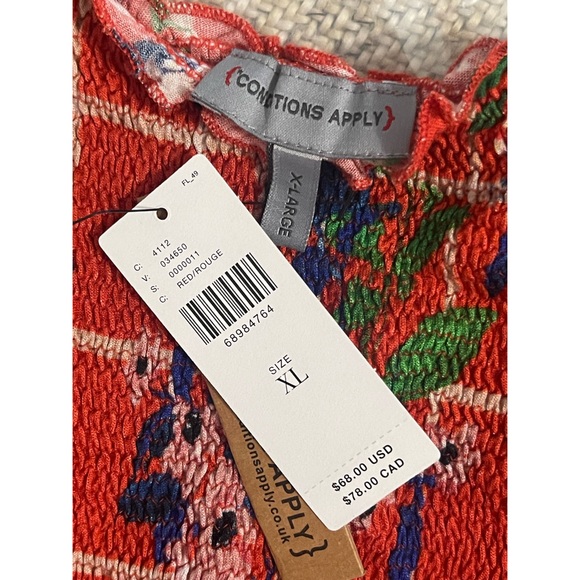 {CONDITIONS APPLY}
X-LARGE
FL_49
C: 4112
V: 034650
S: 0000011
C: RED/ROUGE
68984764
SIZE
XL
$68.00 USD
$78.00 CAD
APPLY}
ditionsapply.co.uk